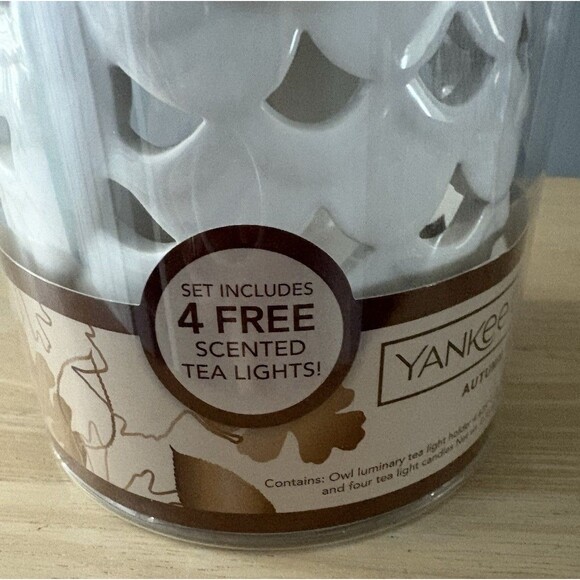 SET INCLUDES
4 FREE
SCENTED
TEA LIGHTS!
YANKEE
AUTUMN
Contains: Owl luminary tea light holder
and four tea light candles Net